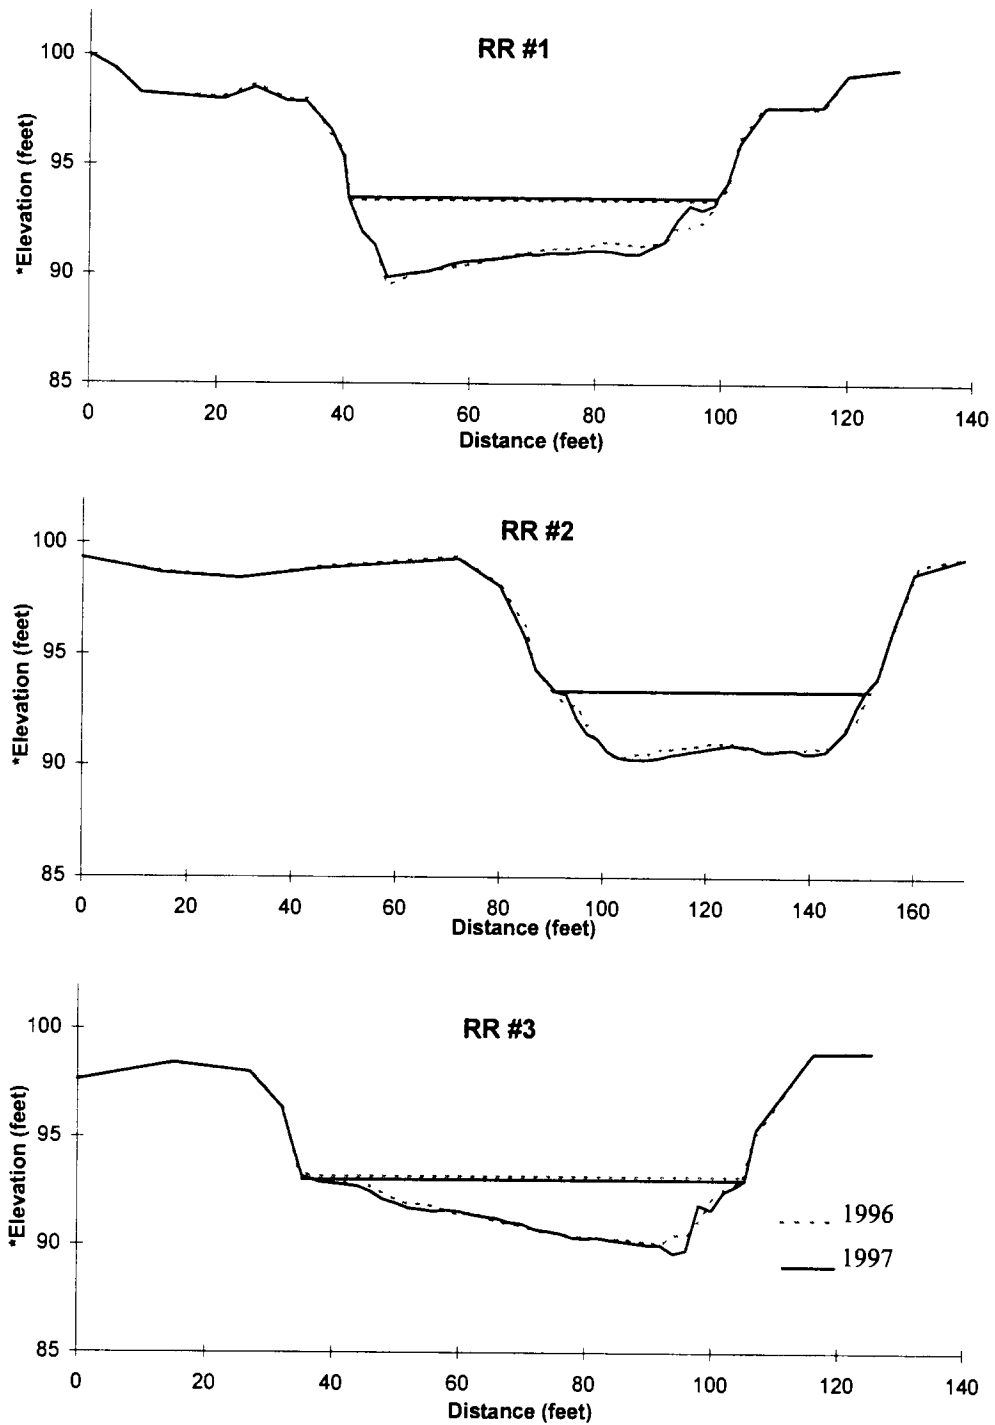 RR #1
*Elevation (feet)
100
95
90
85
0 20 40 60 80 100 120 140
Distance (feet)
RR #2
*Elevation (feet)
100
95
90
85
0 20 40 60 80 100 120 140 160
Distance (feet)
RR #3
*Elevation (feet)
100
95
90
85
1996
1997
0 20 40 60 80 100 120 140
Distance (feet)